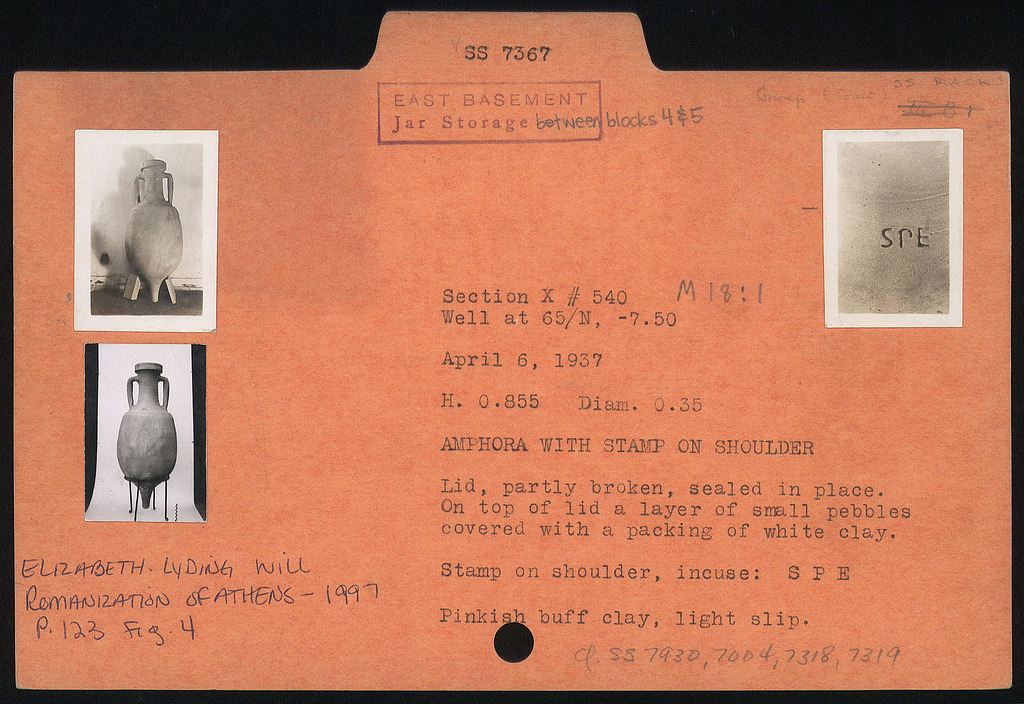 SS 7367
EAST BASEMENT
Jar Storage between blocks 4 & 5
SS RACK
SPE
Section X # 540 M 18:1
Well at 65/N, -7.50
April 6, 1937
H. 0.855 Diam. 0.35
AMPHORA WITH STAMP ON SHOULDER
Lid, partly broken, sealed in place.
On top of lid a layer of small pebbles
covered with a packing of white clay.
Stamp on shoulder, incuse: S P E
Pinkish buff clay, light slip.
cf. SS 7930, 7004, 7318, 7319
ELIZABETH LYDING WILL
ROMANIZATION OF ATHENS - 1997
P. 123 Fig. 4